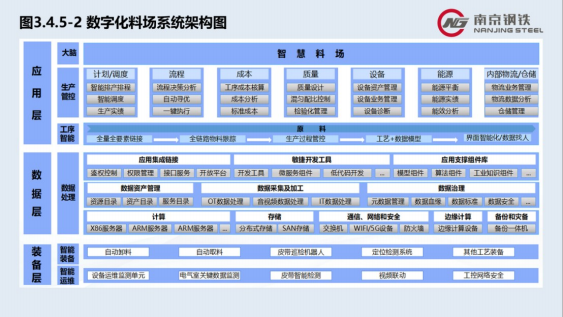 图3.4.5-2 数字化料场系统架构图
南京钢铁
NANJING STEEL
应用层
大脑
智慧料场
生产管控
计划/调度 流程 成本 质量 设备 能源 内部物流/仓储
智能排产排程 流程决策分析 工序成本核算 质量设计 设备资产管理 能源平衡 物流业务管理
智能调度 自动寻优 成本分析 混匀配比控制 设备业务管理 能源实绩 物流数据分析
生产实绩 一键执行 标准成本 检验化管理 设备诊断 能效分析 仓储管理
工序智能
原料
全量全要素链接 全链路物料跟踪 生产过程管控 工艺+数据模型 界面智能化/数据找人
数据层
数据处理
应用集成链接 敏捷开发工具 应用支撑组件库
鉴权控制 权限管理 接口服务 开放平台 开发工具 微服务组件 低代码开发 ... 模型组件 算法组件 工业知识组件 ...
数据资产管理 数据采集及加工 数据治理
资源目录 资产目录 服务目录 OT数据处理 音视频数据处理 IT数据处理 元数据管理 数据血缘 数据标准 数据安全 ...
计算 存储 通信、网络和安全 边缘计算 备份和灾备
X86服务器 ARM服务器 ARM服务器 ... 分布式存储 SAN存储 交换机 WIFI/5G设备 防火墙 边缘计算设备 备份一体机
装备层
智能装备
自动卸料 自动取料 皮带巡检机器人 定位检测系统 其他工艺装备
智能运维
设备运维监测单元 电气室关键数据监测 皮带智能检测 视频联动 工控网络安全